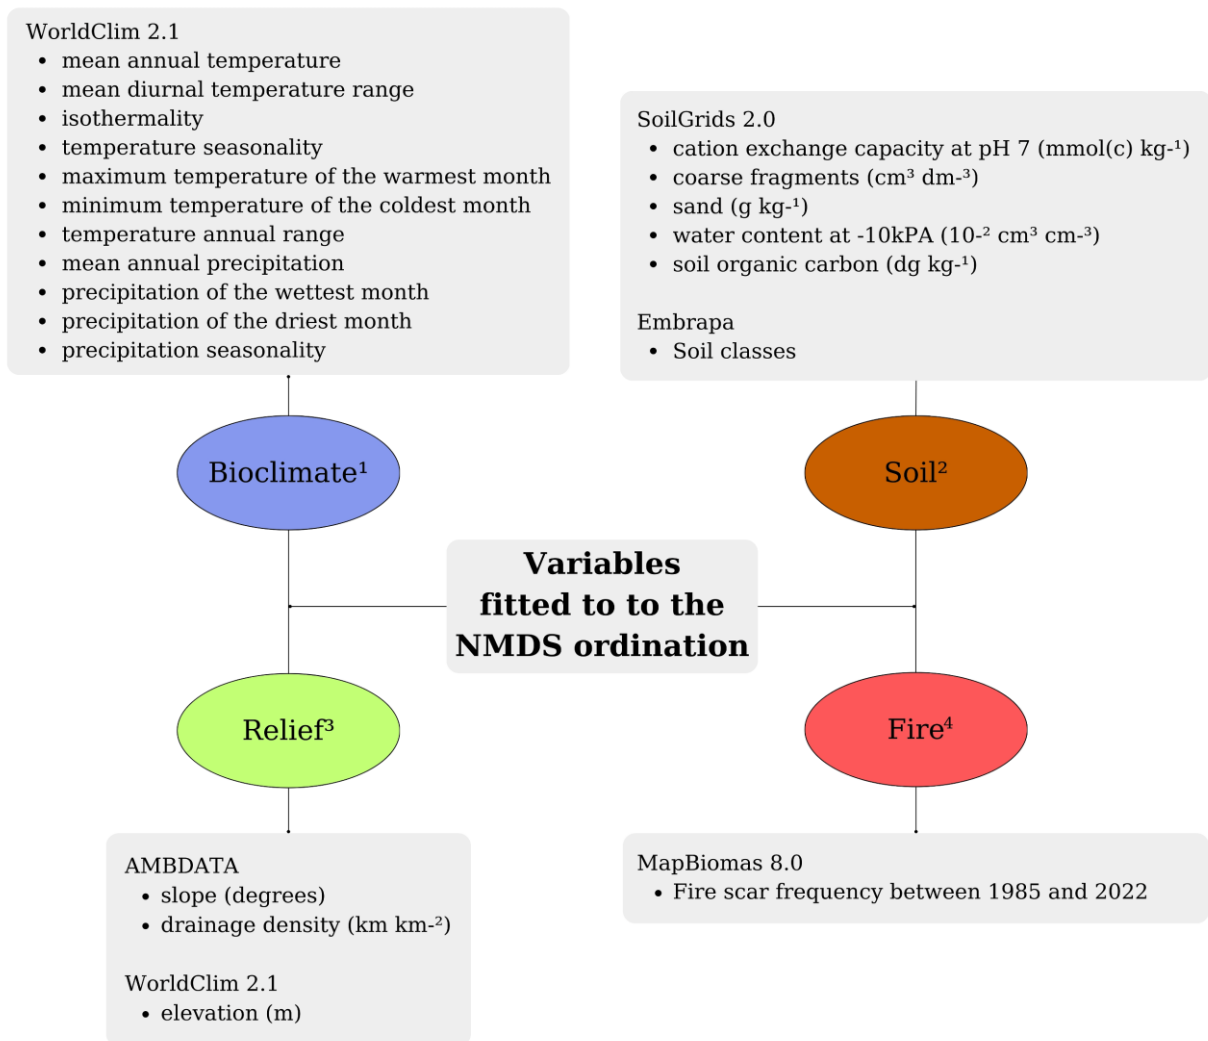 WorldClim 2.1
• mean annual temperature
• mean diurnal temperature range
• isothermality
• temperature seasonality
• maximum temperature of the warmest month
• minimum temperature of the coldest month
• temperature annual range
• mean annual precipitation
• precipitation of the wettest month
• precipitation of the driest month
• precipitation seasonality
SoilGrids 2.0
• cation exchange capacity at pH 7 (mmol(c) kg-¹)
• coarse fragments (cm³ dm-³)
• sand (g kg-¹)
• water content at -10kPA (10-² cm³ cm-³)
• soil organic carbon (dg kg-¹)
Embrapa
• Soil classes
Bioclimate¹
Soil²
Variables
fitted to to the
NMDS ordination
Relief³
Fire⁴
AMBDATA
• slope (degrees)
• drainage density (km km-²)
WorldClim 2.1
• elevation (m)
MapBiomas 8.0
• Fire scar frequency between 1985 and 2022